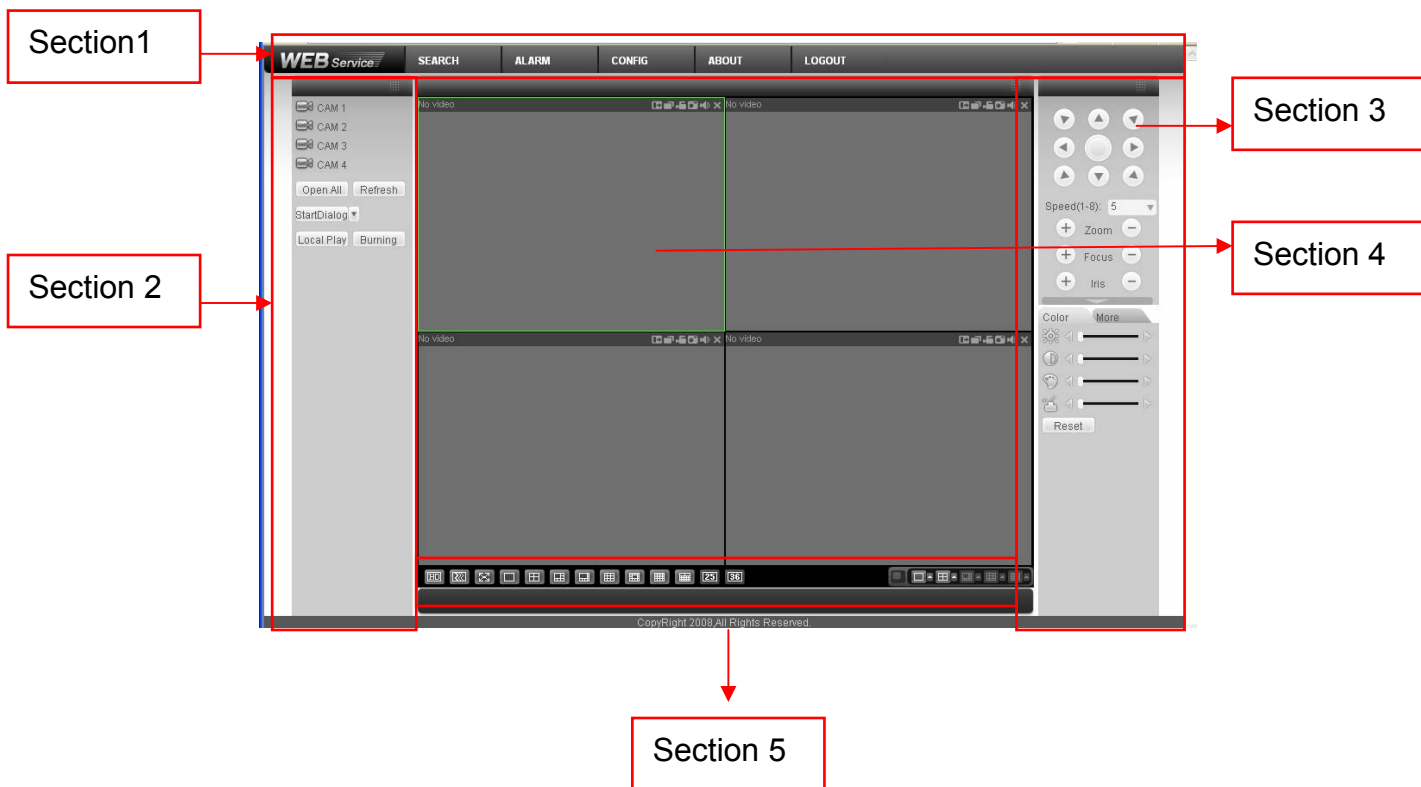 Section1
WEB Service
SEARCH
ALARM
CONFIG
ABOUT
LOGOUT
CAM 1
CAM 2
CAM 3
CAM 4
Open All
Refresh
StartDialog
Local Play
Burning
Section 2
No video
No video
No video
No video
Speed(1-8): 5
Zoom
Focus
Iris
Color
More
Reset
Section 3
Section 4
HQ
25
36
CopyRight 2008,All Rights Reserved.
Section 5